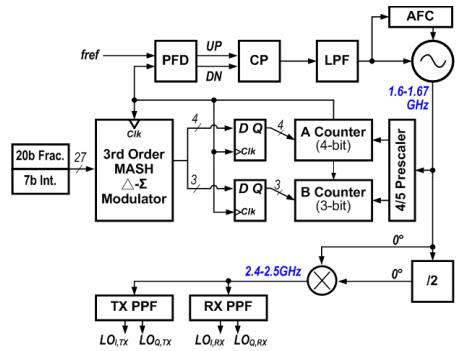 AFC
fref
PFD
UP
DN
CP
LPF
1.6-1.67
GHz
20b Frac.
7b Int.
27
Clk
3rd Order
MASH
△-Σ
Modulator
4
D Q
Clk
4
A Counter
(4-bit)
3
D Q
Clk
3
B Counter
(3-bit)
4/5 Prescaler
0°
2.4-2.5GHz
0°
/2
TX PPF
RX PPF
LOI,TX LOQ,TX LOI,RX LOQ,RX